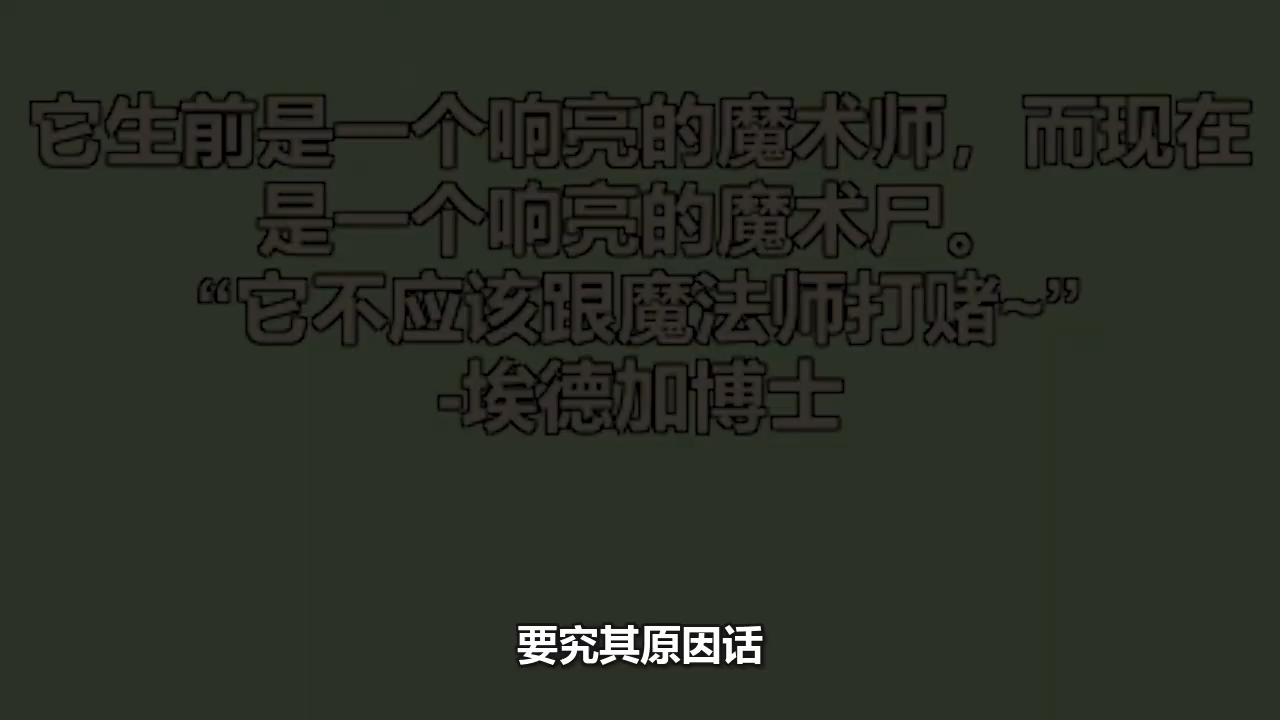 它生前是一个响亮的魔术师，而现在
是一个响亮的魔术尸。
“它不应该跟魔法师打赌~”
-埃德加博士
要究其原因话